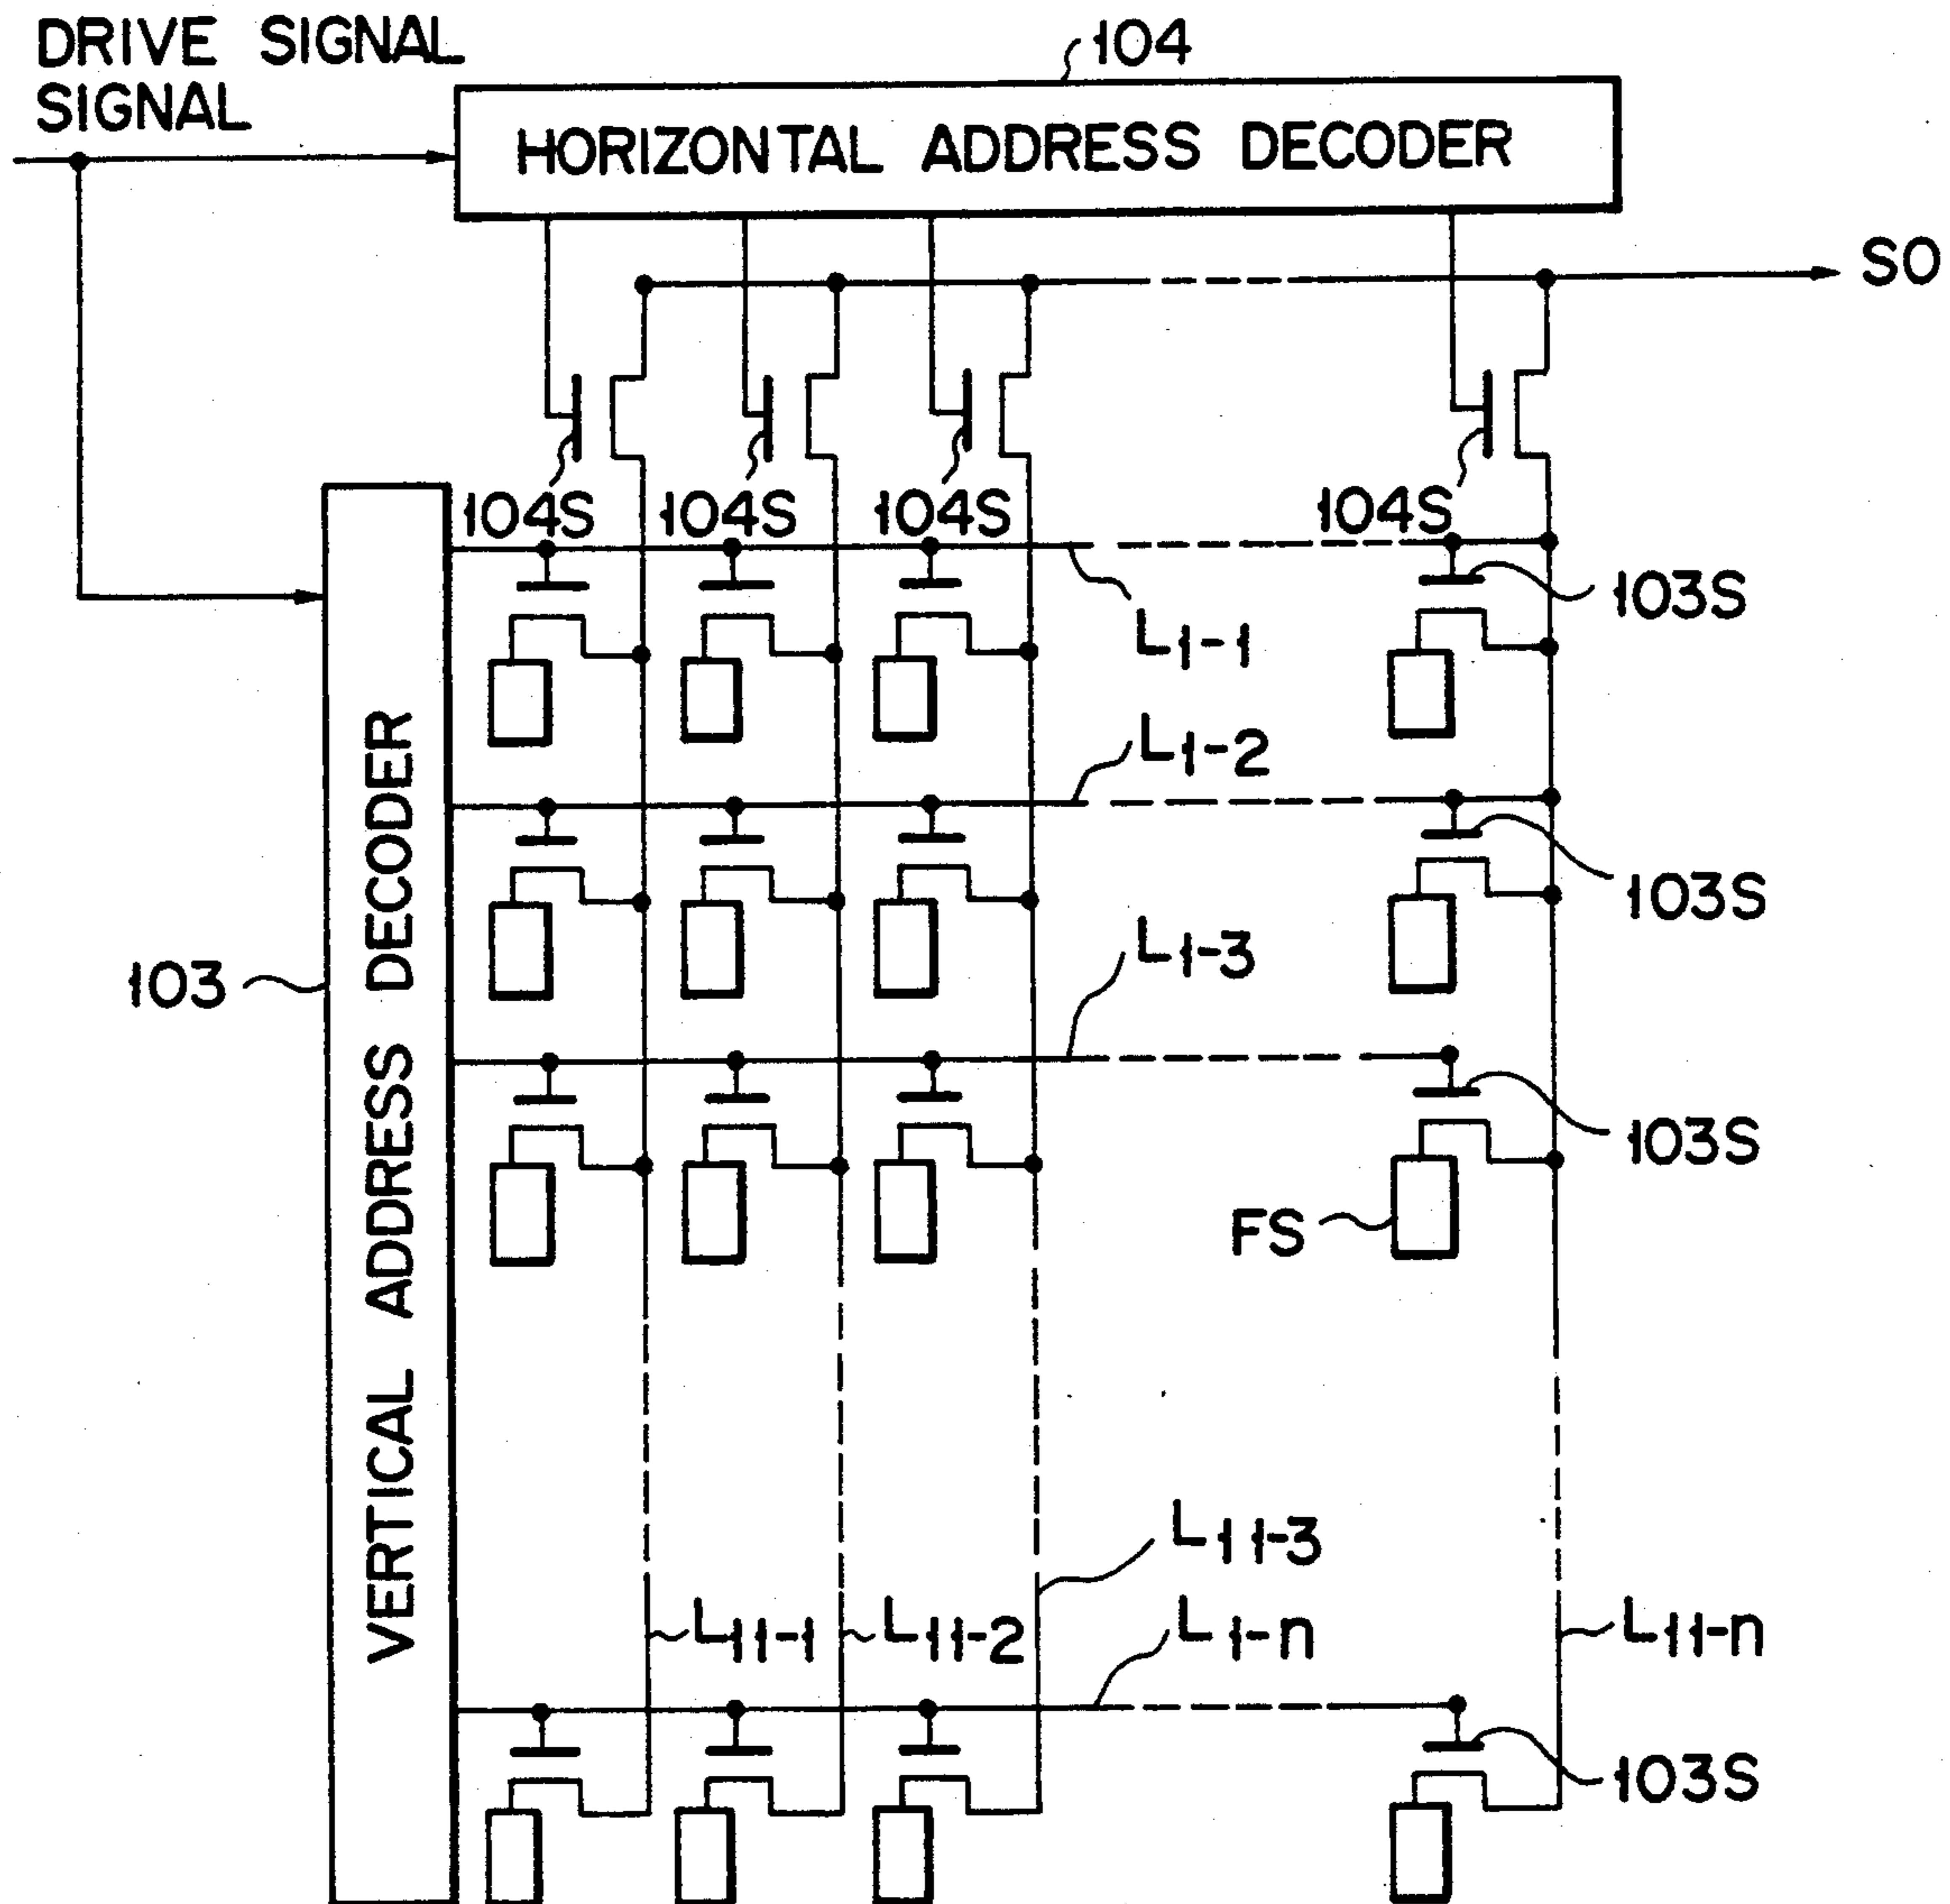 DRIVE SIGNAL
SIGNAL
104
HORIZONTAL ADDRESS DECODER
SO
104S 104S 104S 104S
103S
L1-1
L1-2
103S
L1-3
103
VERTICAL ADDRESS DECODER
103S
FS
L11-3
L11-1 L11-2 L1-n L11-n
103S